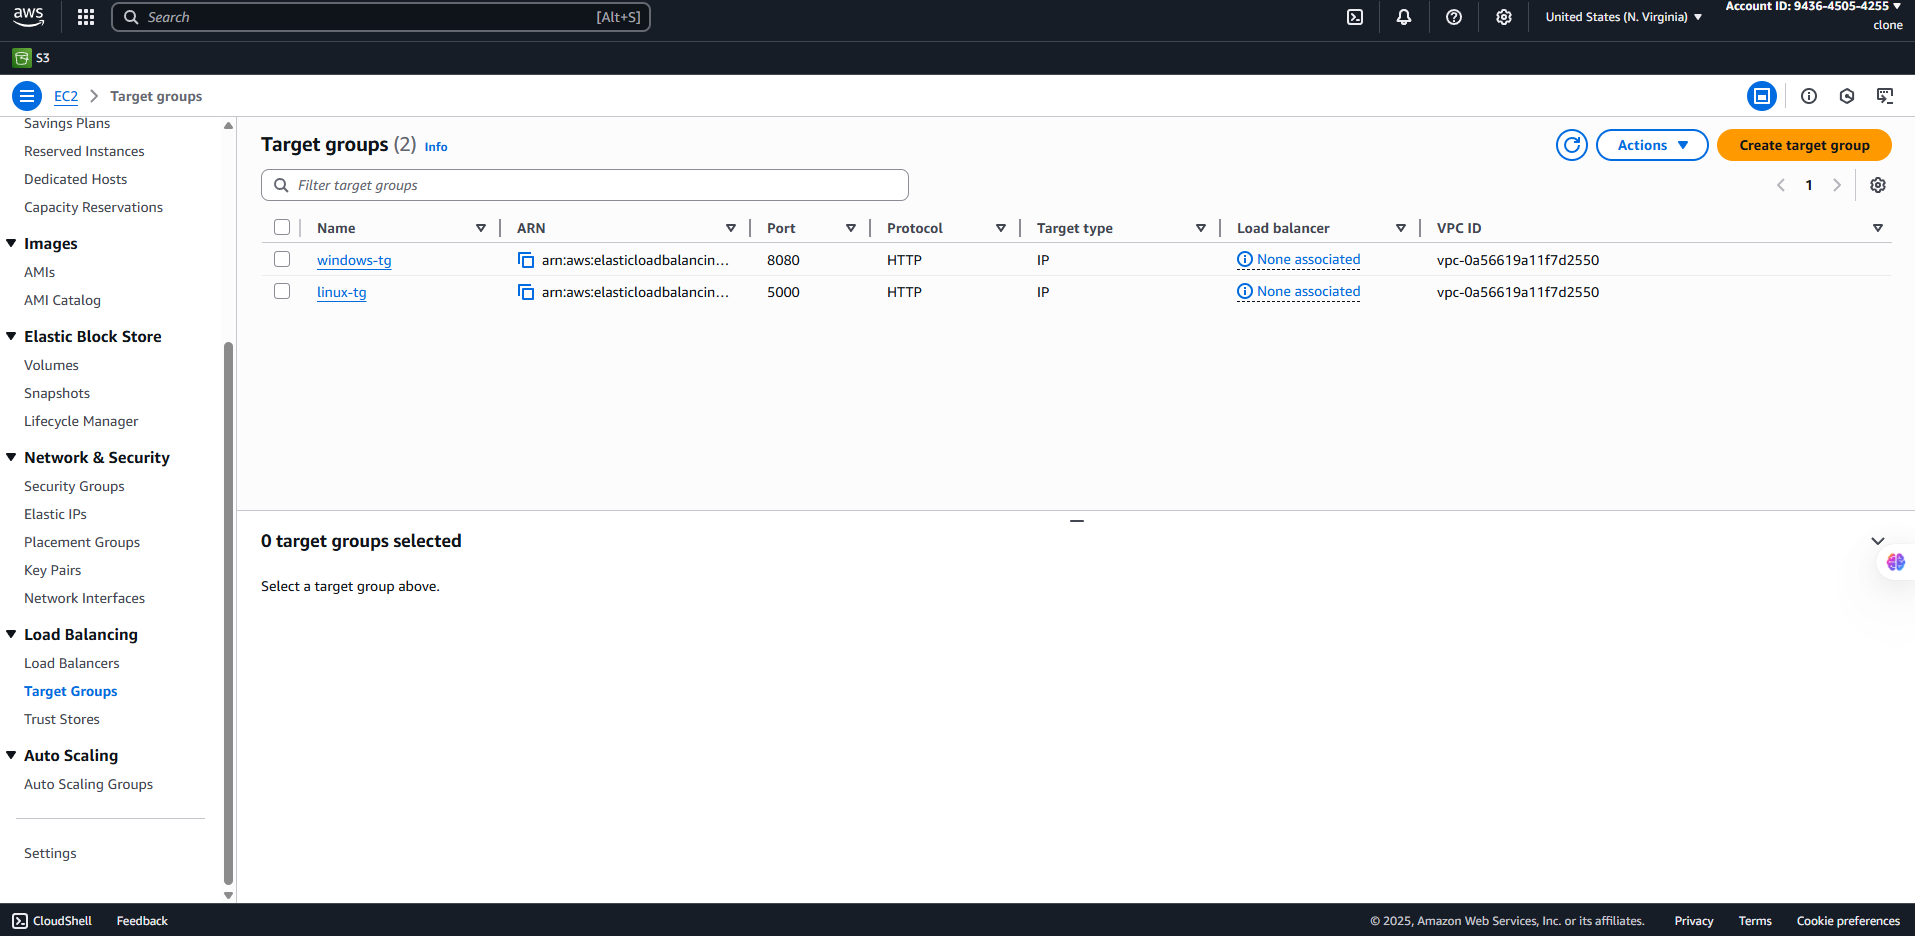 aws
Search [Alt+S]
United States (N. Virginia)
Account ID: 9436-4505-4255
clone
S3
EC2 Target groups
Savings Plans
Reserved Instances
Dedicated Hosts
Capacity Reservations
Images
AMIs
AMI Catalog
Elastic Block Store
Volumes
Snapshots
Lifecycle Manager
Network & Security
Security Groups
Elastic IPs
Placement Groups
Key Pairs
Network Interfaces
Load Balancing
Load Balancers
Target Groups
Trust Stores
Auto Scaling
Auto Scaling Groups
Settings
Target groups (2) Info
Actions
Create target group
Filter target groups
1
Name ARN Port Protocol Target type Load balancer VPC ID
windows-tg arn:aws:elasticloadbalancin... 8080 HTTP IP None associated vpc-0a56619a11f7d2550
linux-tg arn:aws:elasticloadbalancin... 5000 HTTP IP None associated vpc-0a56619a11f7d2550
0 target groups selected
Select a target group above.
CloudShell Feedback © 2025, Amazon Web Services, Inc. or its affiliates. Privacy Terms Cookie preferences